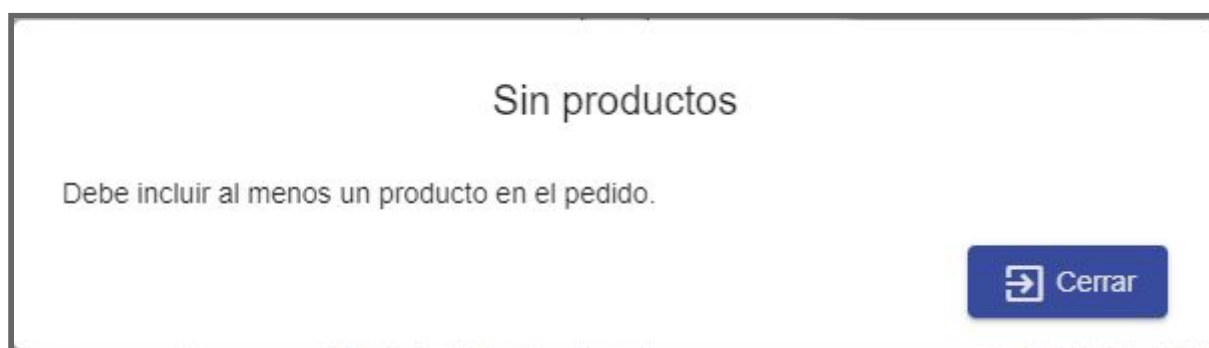 Sin productos
Debe incluir al menos un producto en el pedido.
Cerrar